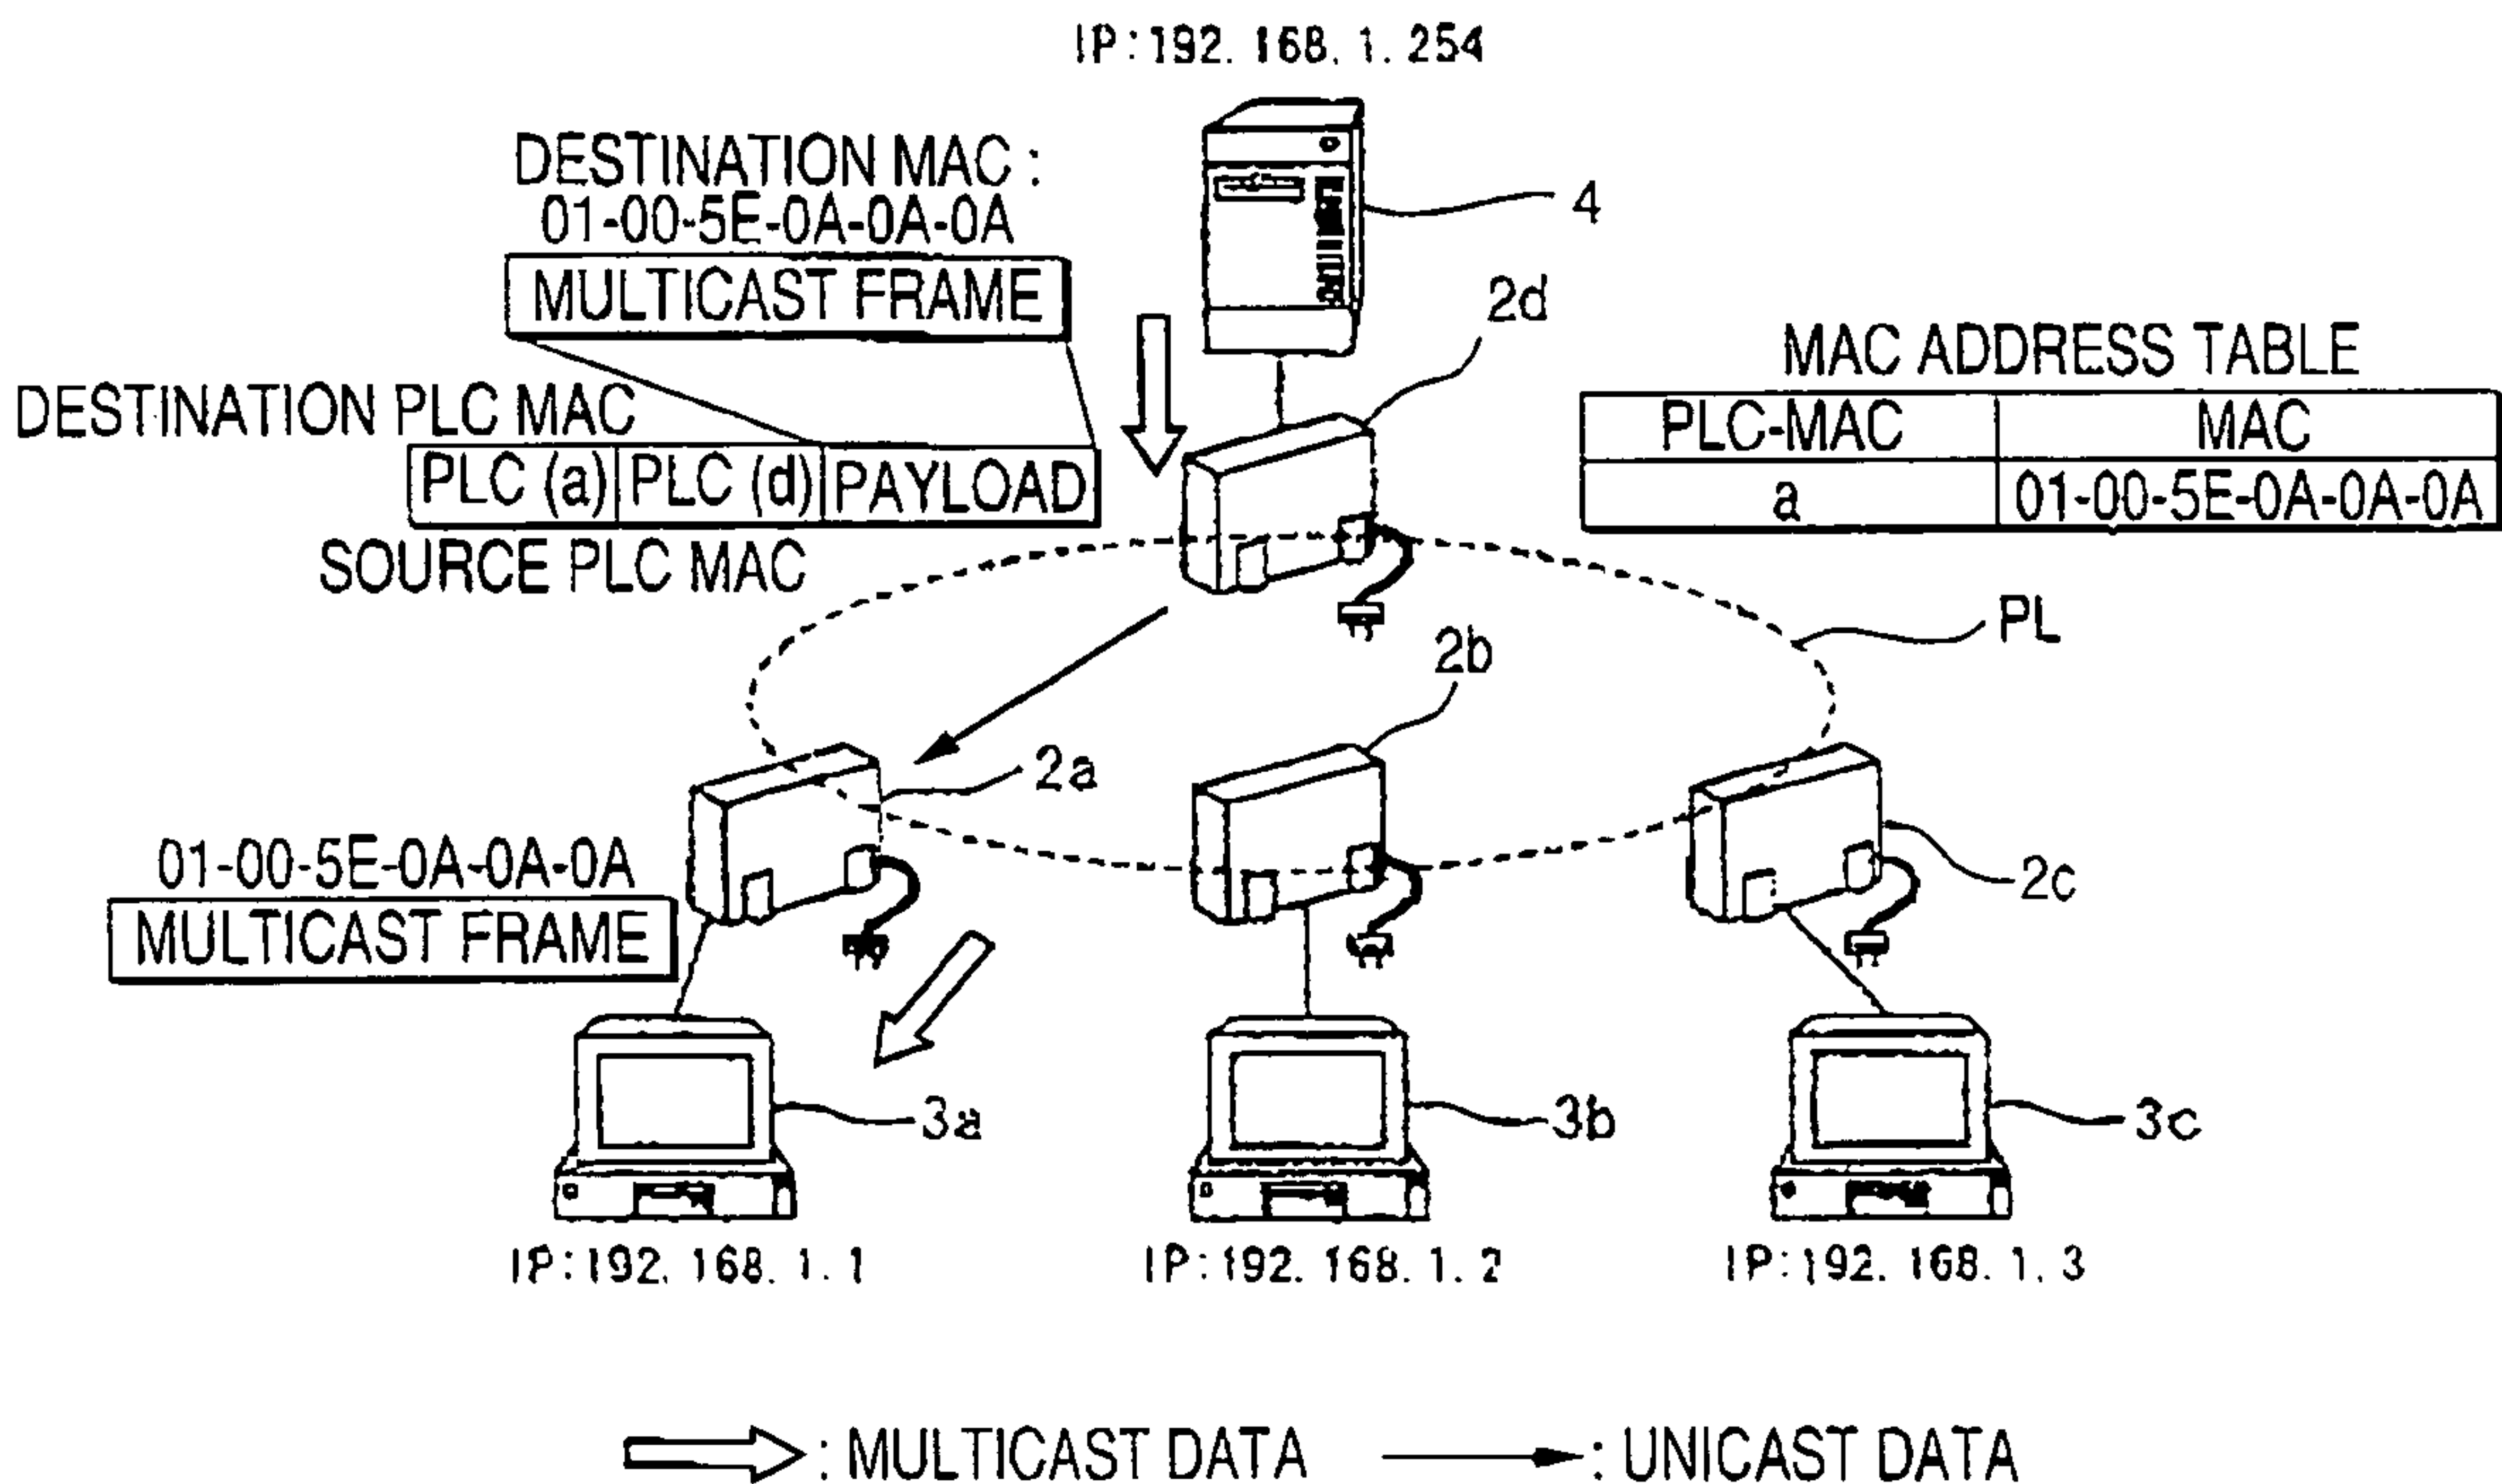 IP:192.168.1.254
DESTINATION MAC :
01-00-5E-0A-0A-0A
MULTICAST FRAME
4
2d
MAC ADDRESS TABLE
PLC-MAC MAC
a 01-00-5E-0A-0A-0A
DESTINATION PLC MAC
PLC (a) PLC (d) PAYLOAD
SOURCE PLC MAC
PL
2b
2a
2c
01-00-5E-0A-0A-0A
MULTICAST FRAME
3a
3b
3c
IP:192.168.1.1
IP:192.168.1.2
IP:192.168.1.3
: MULTICAST DATA
: UNICAST DATA